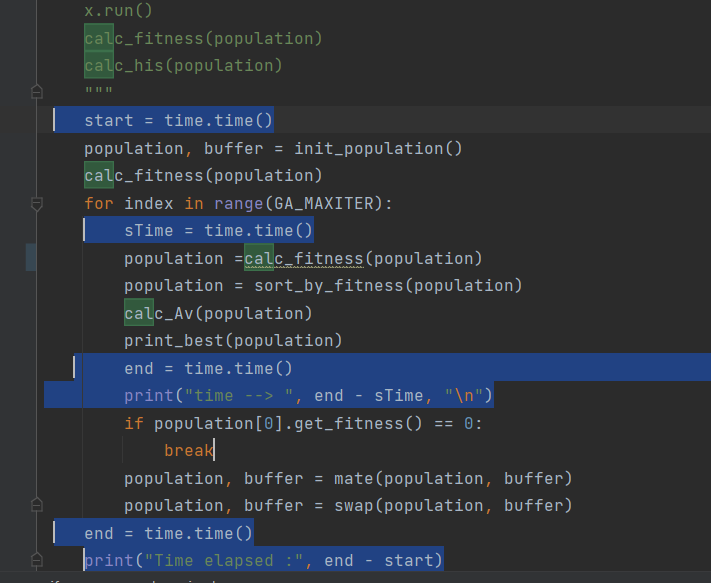 x.run()
calc_fitness(population)
calc_his(population)
"""
start = time.time()
population, buffer = init_population()
calc_fitness(population)
for index in range(GA_MAXITER):
sTime = time.time()
population =calc_fitness(population)
population = sort_by_fitness(population)
calc_Av(population)
print_best(population)
end = time.time()
print("time --> ", end - sTime, "\n")
if population[0].get_fitness() == 0:
break
population, buffer = mate(population, buffer)
population, buffer = swap(population, buffer)
end = time.time()
print("Time elapsed :", end - start)